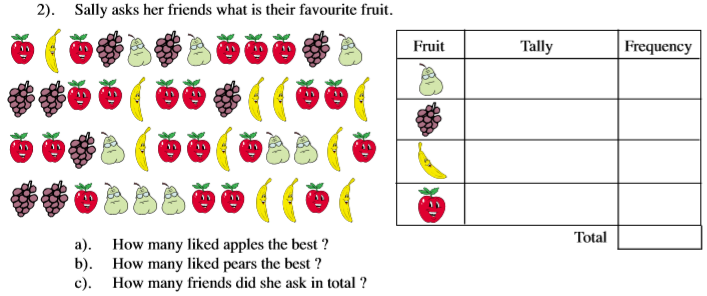 2). Sally asks her friends what is their favourite fruit.
Fruit Tally Frequency
Total
a). How many liked apples the best ?
b). How many liked pears the best ?
c). How many friends did she ask in total ?